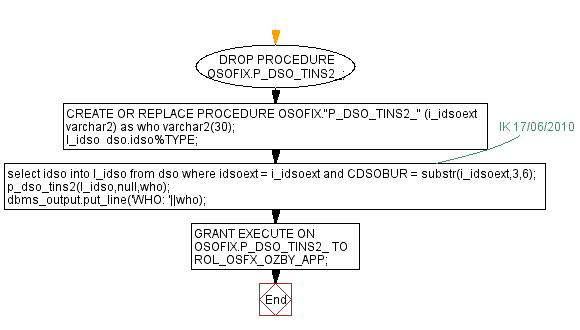 DROP PROCEDURE
OSOFIX.P_DSO_TINS2_;
CREATE OR REPLACE PROCEDURE OSOFIX."P_DSO_TINS2_" (i_idsoext
varchar2) as who varchar2(30);
l_idso dso.idso%TYPE;
IK 17/06/2010
select idso into l_idso from dso where idsoext = i_idsoext and CDSOBUR = substr(i_idsoext,3,6);
p_dso_tins2(l_idso,null,who);
dbms_output.put_line('WHO: '||who);
GRANT EXECUTE ON
OSOFIX.P_DSO_TINS2_ TO
ROL_OSFX_OZBY_APP;
End